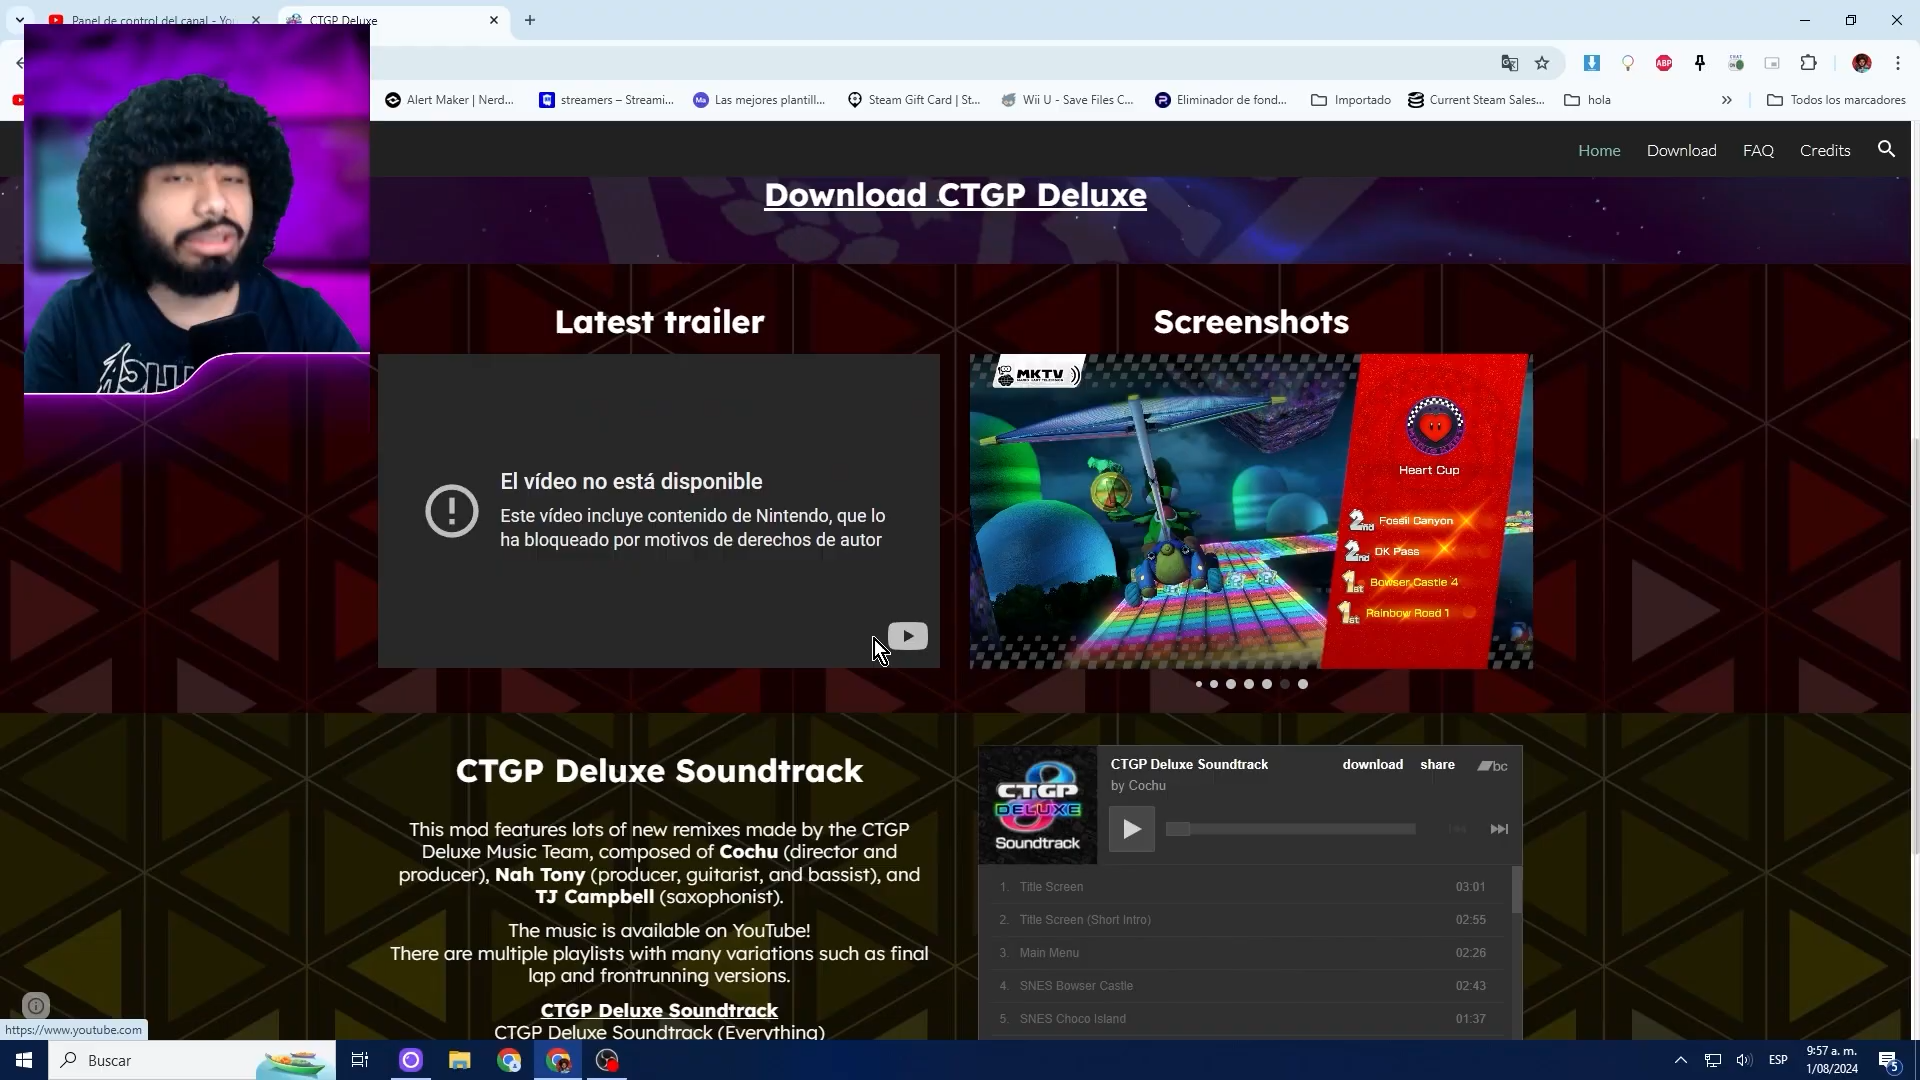 Panel de control del canal - You
CTGP Deluxe
ABP
Alert Maker | Nerd...
streamers – Streami...
Ma
Las mejores plantill...
Steam Gift Card | St...
Wii U - Save Files C...
Eliminador de fond...
Importado
Current Steam Sales...
hola
Todos los marcadores
Home
Download
FAQ
Credits
Download CTGP Deluxe
Latest trailer
Screenshots
El vídeo no está disponible
Este vídeo incluye contenido de Nintendo, que lo
ha bloqueado por motivos de derechos de autor
MKTV
Heart Cup
2nd Fossil Canyon
2nd DK Pass
1st Bowser Castle 4
1st Rainbow Road 1
CTGP Deluxe Soundtrack
This mod features lots of new remixes made by the CTGP
Deluxe Music Team, composed of Cochu (director and
producer), Nah Tony (producer, guitarist, and bassist), and
TJ Campbell (saxophonist).
The music is available on YouTube!
There are multiple playlists with many variations such as final
lap and frontrunning versions.
CTGP Deluxe Soundtrack
CTGP Deluxe Soundtrack (Everything)
CTGP
DELUXE
Soundtrack
CTGP Deluxe Soundtrack
download
share
bc
by Cochu
1. Title Screen 03:01
2. Title Screen (Short Intro) 02:55
3. Main Menu 02:26
4. SNES Bowser Castle 02:43
5. SNES Choco Island 01:37
https://www.youtube.com
Buscar
ESP
9:57 a. m.
1/08/2024
5